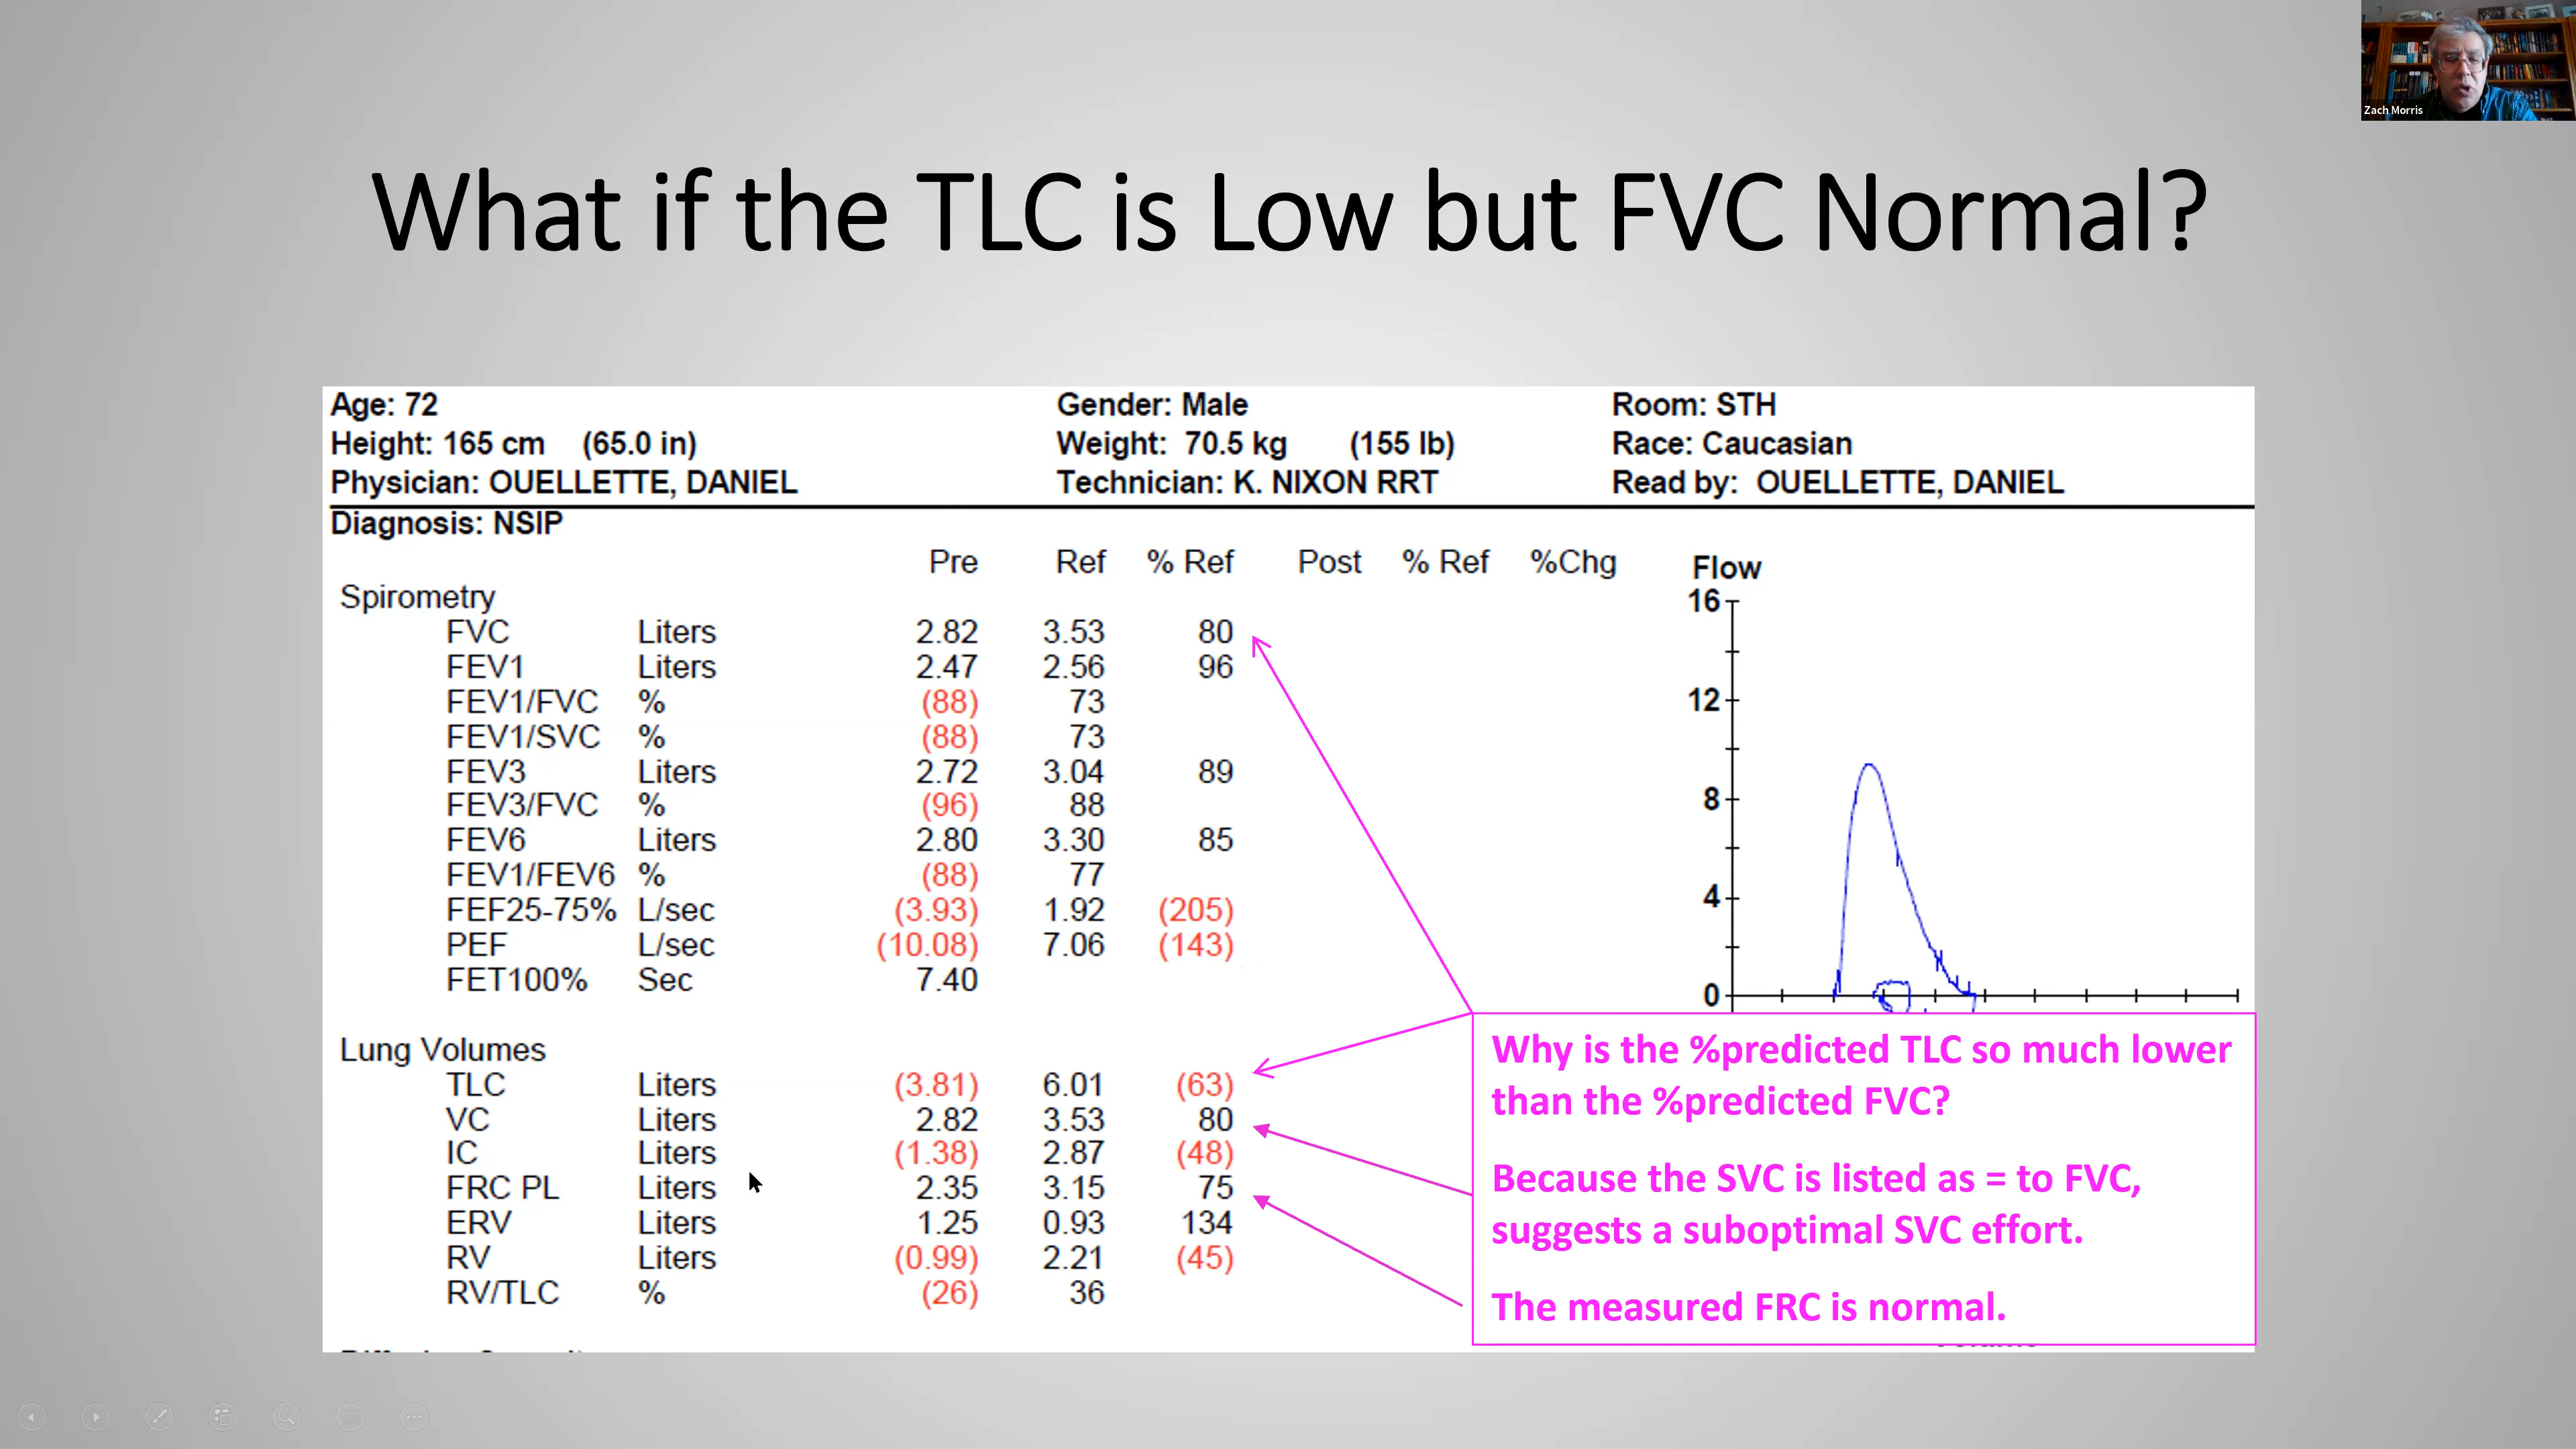 Zach Morris
What if the TLC is Low but FVC Normal?
Age: 72 Gender: Male Room: STH
Height: 165 cm (65.0 in) Weight: 70.5 kg (155 lb) Race: Caucasian
Physician: OUELLETTE, DANIEL Technician: K. NIXON RRT Read by: OUELLETTE, DANIEL
Diagnosis: NSIP
Pre Ref % Ref Post % Ref %Chg
Spirometry
FVC Liters 2.82 3.53 80
FEV1 Liters 2.47 2.56 96
FEV1/FVC % (88) 73
FEV1/SVC % (88) 73
FEV3 Liters 2.72 3.04 89
FEV3/FVC % (96) 88
FEV6 Liters 2.80 3.30 85
FEV1/FEV6 % (88) 77
FEF25-75% L/sec (3.93) 1.92 (205)
PEF L/sec (10.08) 7.06 (143)
FET100% Sec 7.40
Lung Volumes
TLC Liters (3.81) 6.01 (63)
VC Liters 2.82 3.53 80
IC Liters (1.38) 2.87 (48)
FRC PL Liters 2.35 3.15 75
ERV Liters 1.25 0.93 134
RV Liters (0.99) 2.21 (45)
RV/TLC % (26) 36
Flow
16
12
8
4
0
Why is the %predicted TLC so much lower
than the %predicted FVC?
Because the SVC is listed as = to FVC,
suggests a suboptimal SVC effort.
The measured FRC is normal.